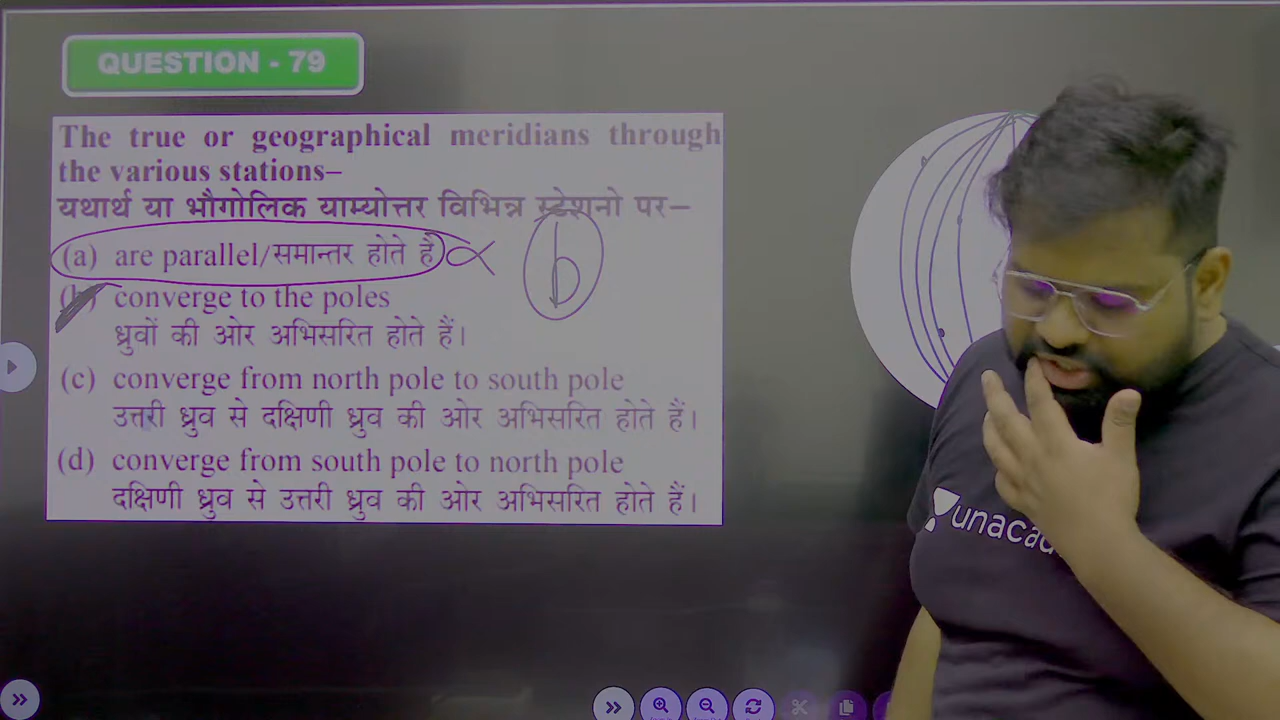 QUESTION - 79
The true or geographical meridians through
the various stations–
यथार्थ या भौगोलिक याम्योत्तर विभिन्न स्टेशनो पर–
(a) are parallel/समान्तर होते हैं
b
(b) converge to the poles
ध्रुवों की ओर अभिसरित होते हैं।
(c) converge from north pole to south pole
उत्तरी ध्रुव से दक्षिणी ध्रुव की ओर अभिसरित होते हैं।
(d) converge from south pole to north pole
दक्षिणी ध्रुव से उत्तरी ध्रुव की ओर अभिसरित होते हैं।
unacad